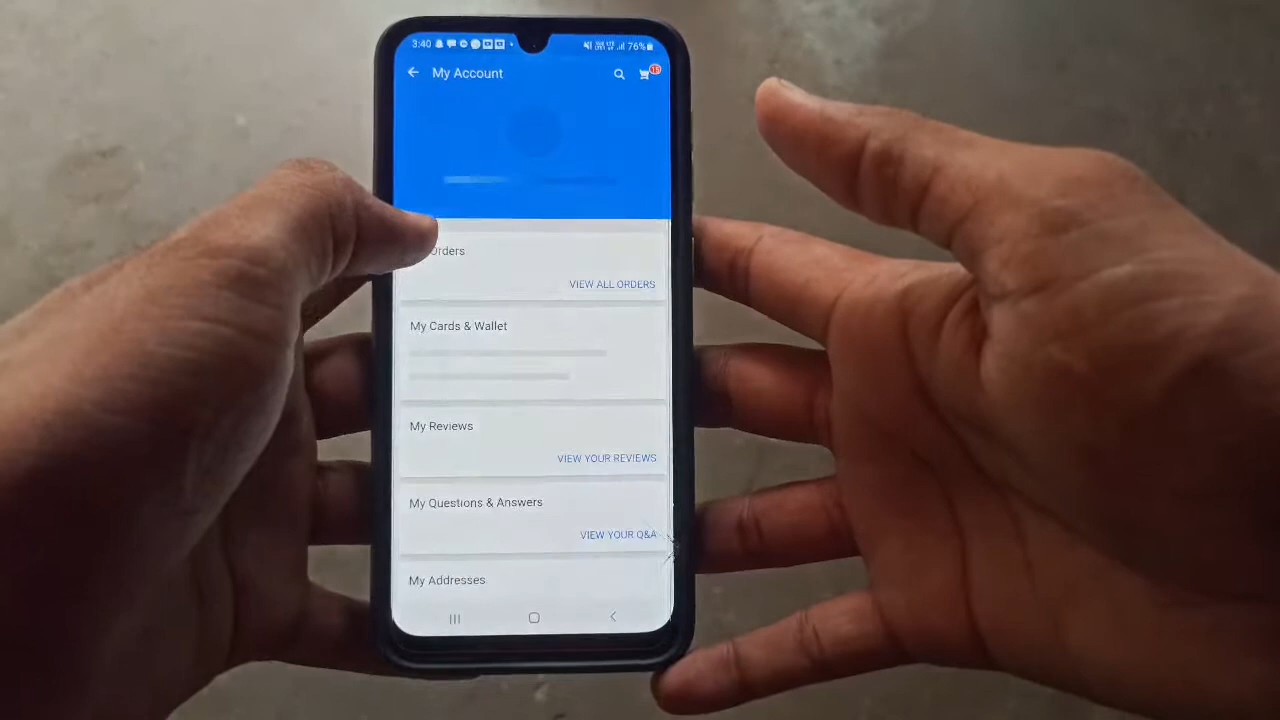 3:40 76%
My Account 15
Orders
VIEW ALL ORDERS
My Cards & Wallet
My Reviews
VIEW YOUR REVIEWS
My Questions & Answers
VIEW YOUR Q&A
My Addresses